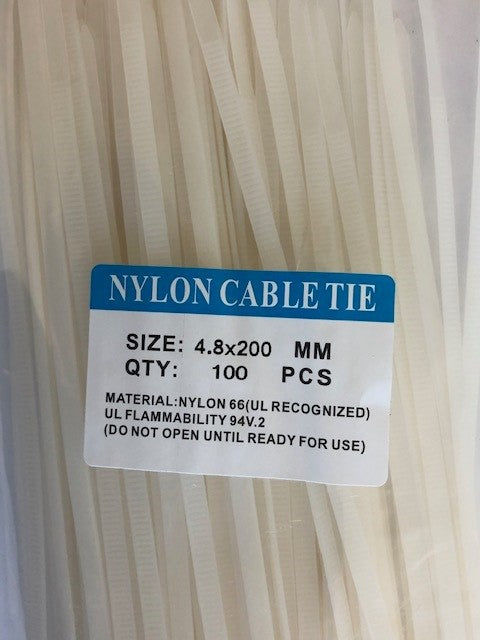 NYLON CABLE TIE
SIZE: 4.8x200 MM
QTY: 100 PCS
MATERIAL:NYLON 66(UL RECOGNIZED)
UL FLAMMABILITY 94V.2
(DO NOT OPEN UNTIL READY FOR USE)